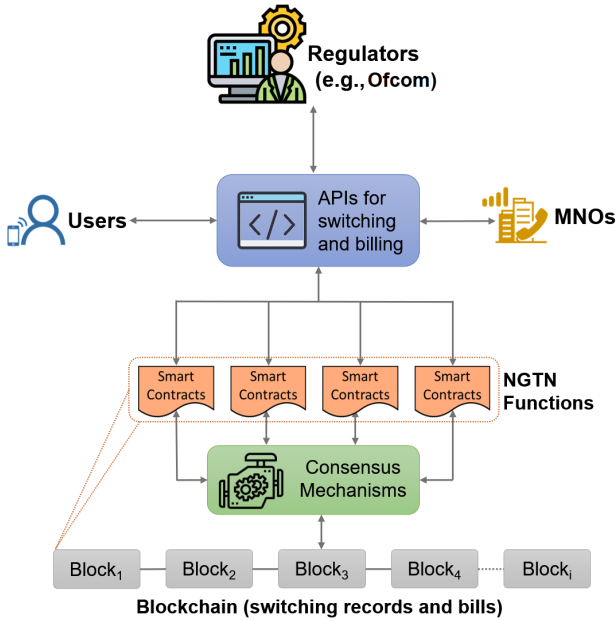 Regulators
(e.g., Ofcom)
Users
</>
APIs for
switching
and billing
MNOs
Smart
Contracts
Smart
Contracts
Smart
Contracts
Smart
Contracts
NGTN
Functions
Consensus
Mechanisms
Block₁
Block₂
Block₃
Block₄
Blockᵢ
Blockchain (switching records and bills)